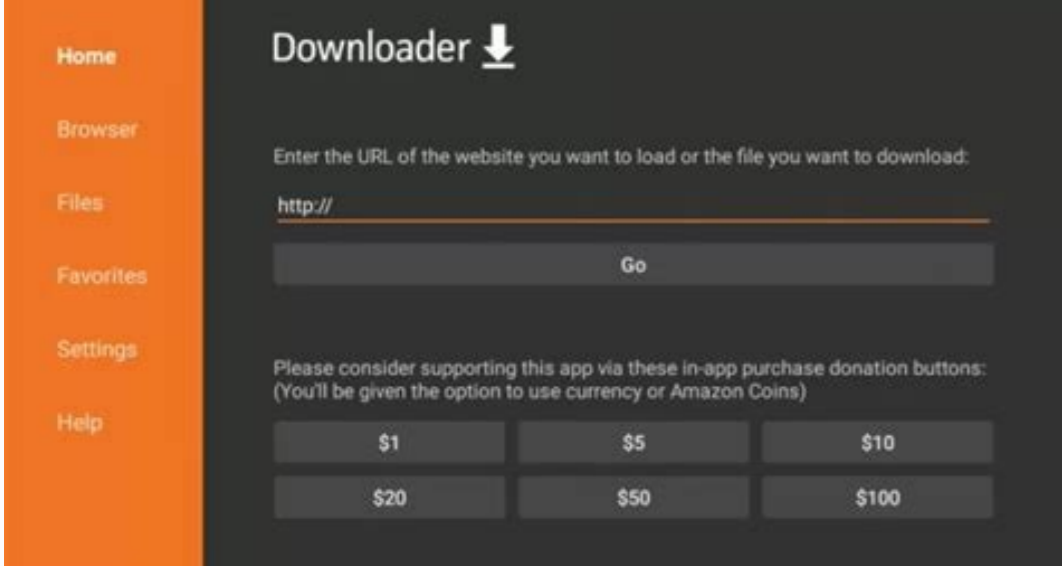 Home
Browser
Files
Favorites
Settings
Help
Downloader
Enter the URL of the website you want to load or the file you want to download:
http://
Go
Please consider supporting this app via these in-app purchase donation buttons:
(You'll be given the option to use currency or Amazon Coins)
$1 $5 $10
$20 $50 $100